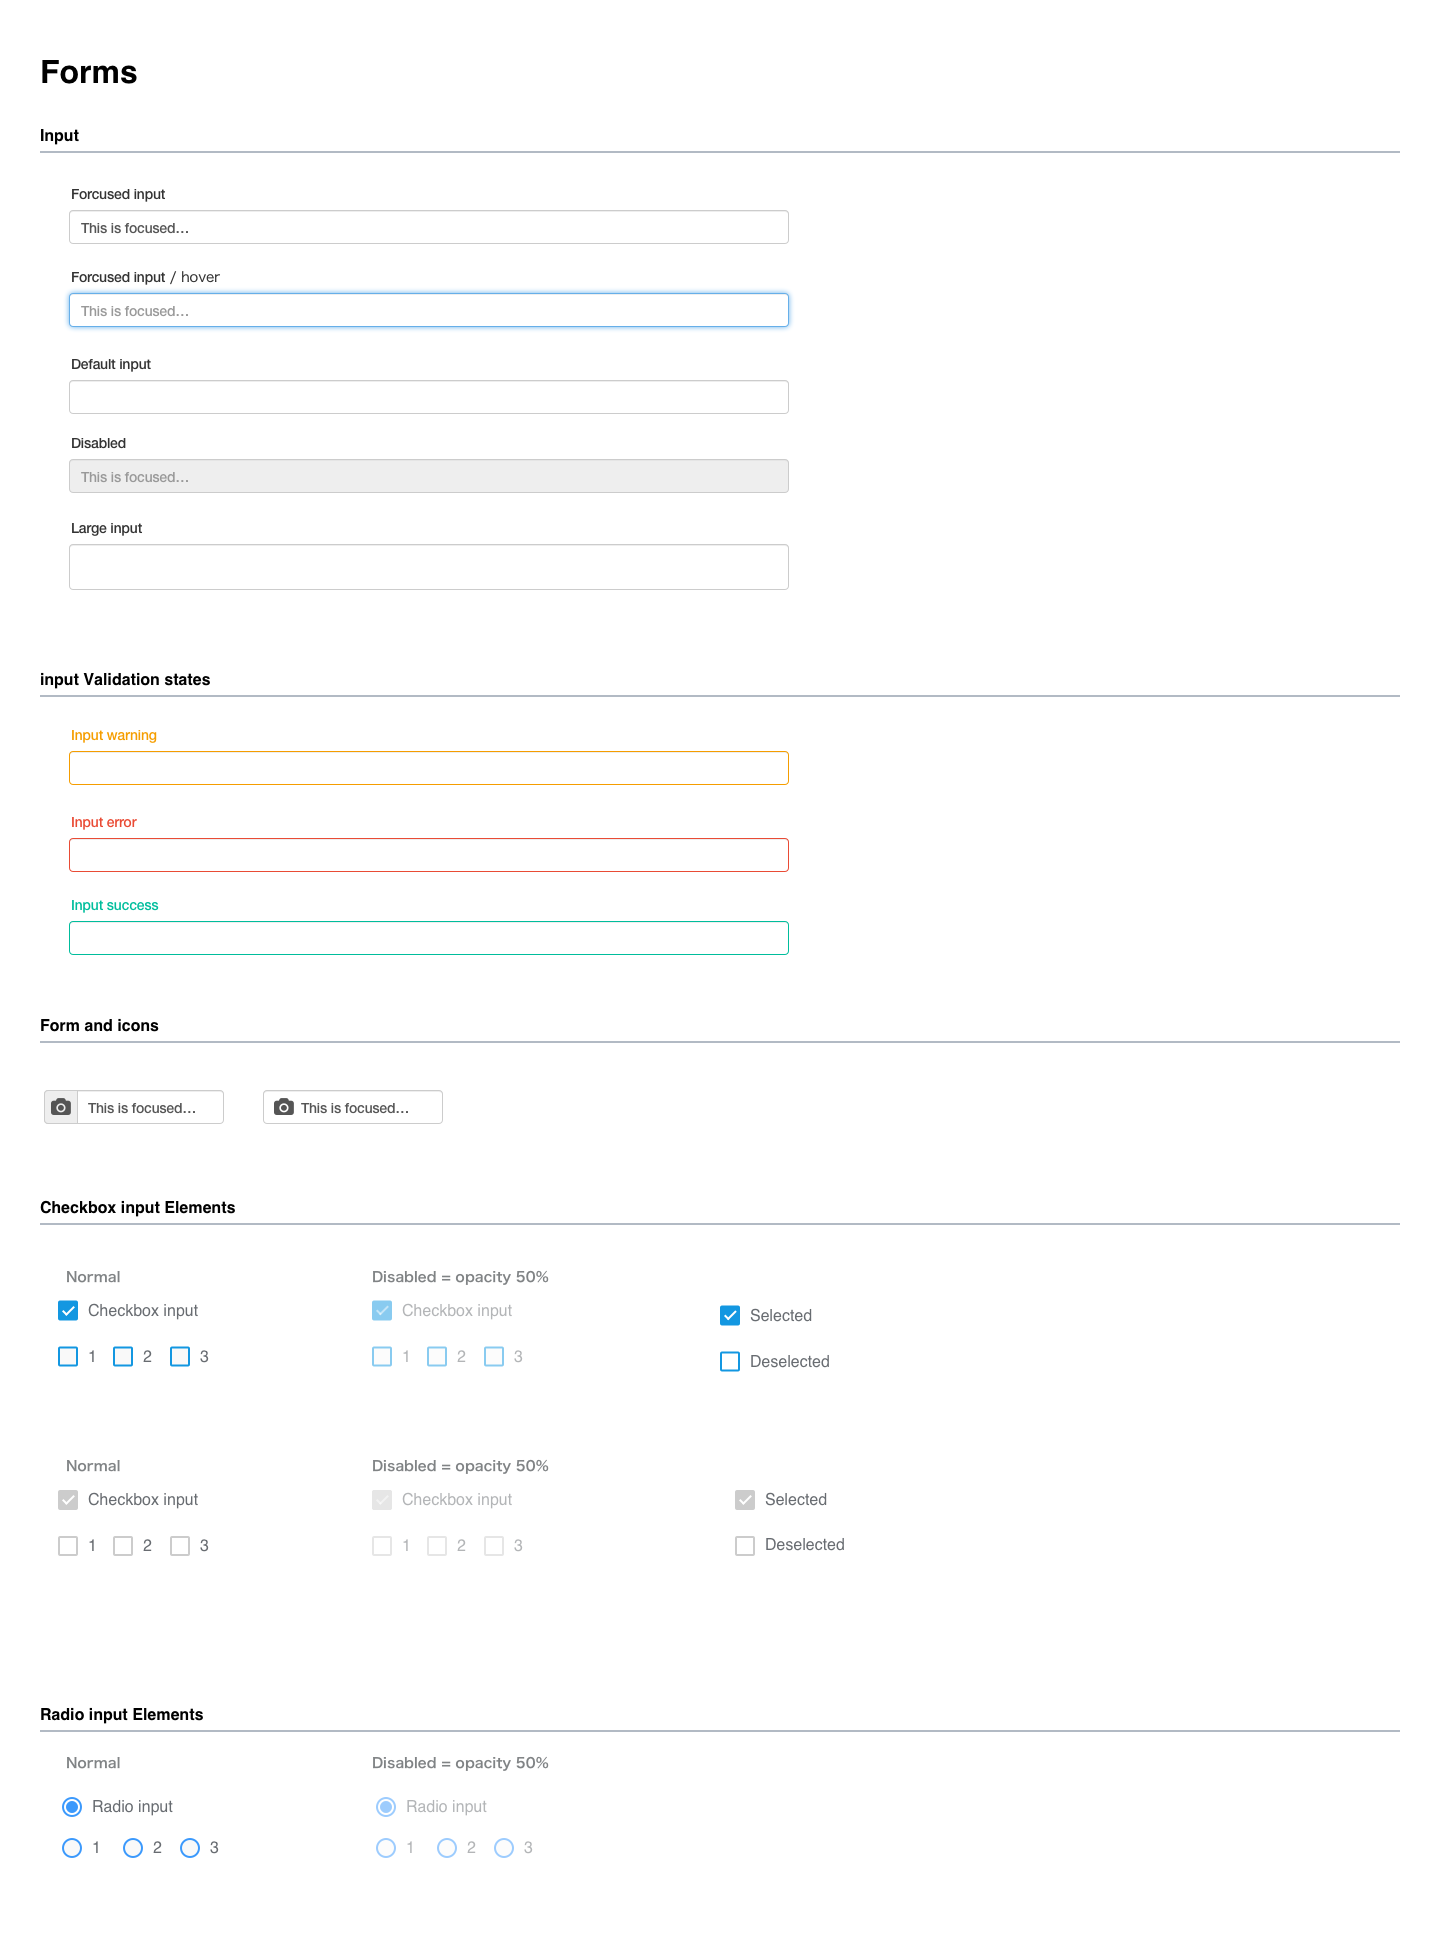 Forms
Input
Forcused input
This is focused...
Forcused input / hover
This is focused...
Default input
Disabled
This is focused...
Large input
input Validation states
Input warning
Input error
Input success
Form and icons
This is focused... This is focused...
Checkbox input Elements
Normal Disabled = opacity 50%
Checkbox input Checkbox input Selected
1 2 3 1 2 3 Deselected
Normal Disabled = opacity 50%
Checkbox input Checkbox input Selected
1 2 3 1 2 3 Deselected
Radio input Elements
Normal Disabled = opacity 50%
Radio input Radio input
1 2 3 1 2 3